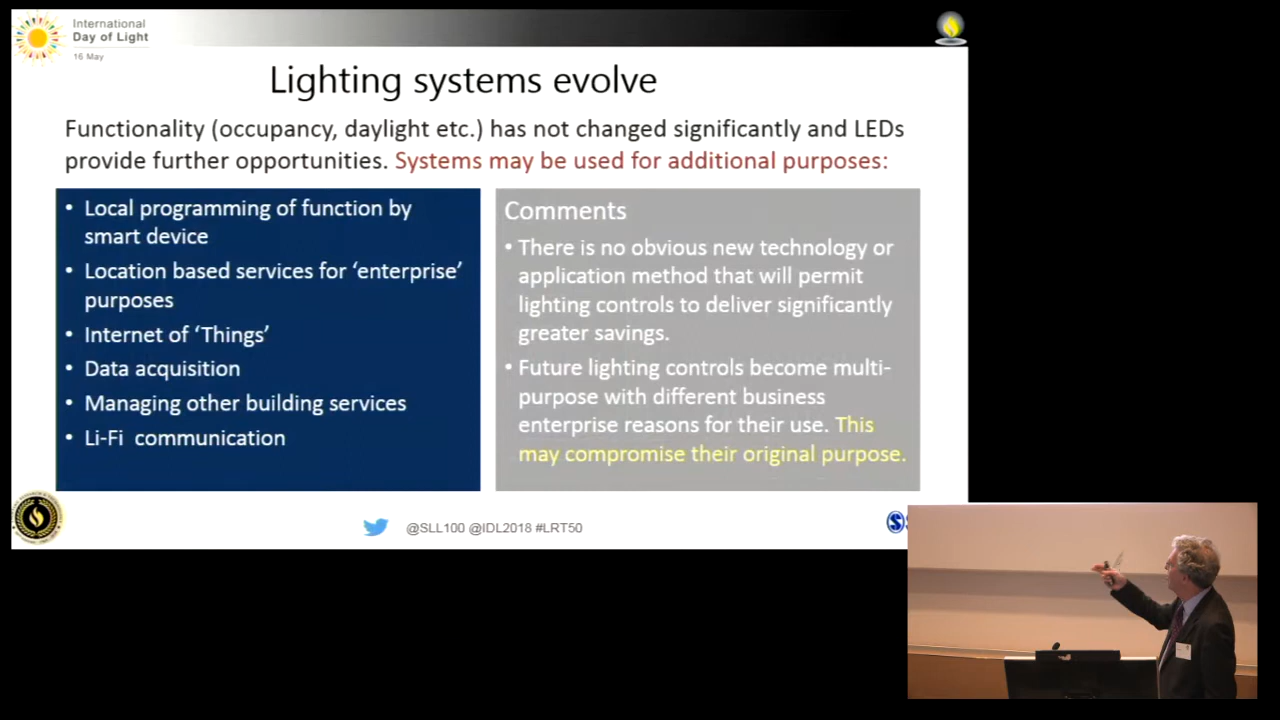 International
Day of Light
16 May
Lighting systems evolve
Functionality (occupancy, daylight etc.) has not changed significantly and LEDs
provide further opportunities. Systems may be used for additional purposes:
• Local programming of function by
smart device
• Location based services for ‘enterprise’
purposes
• Internet of ‘Things’
• Data acquisition
• Managing other building services
• Li-Fi communication
Comments
• There is no obvious new technology or
application method that will permit
lighting controls to deliver significantly
greater savings.
• Future lighting controls become multi-
purpose with different business
enterprise reasons for their use. This
may compromise their original purpose.
@SLL100 @IDL2018 #LRT50